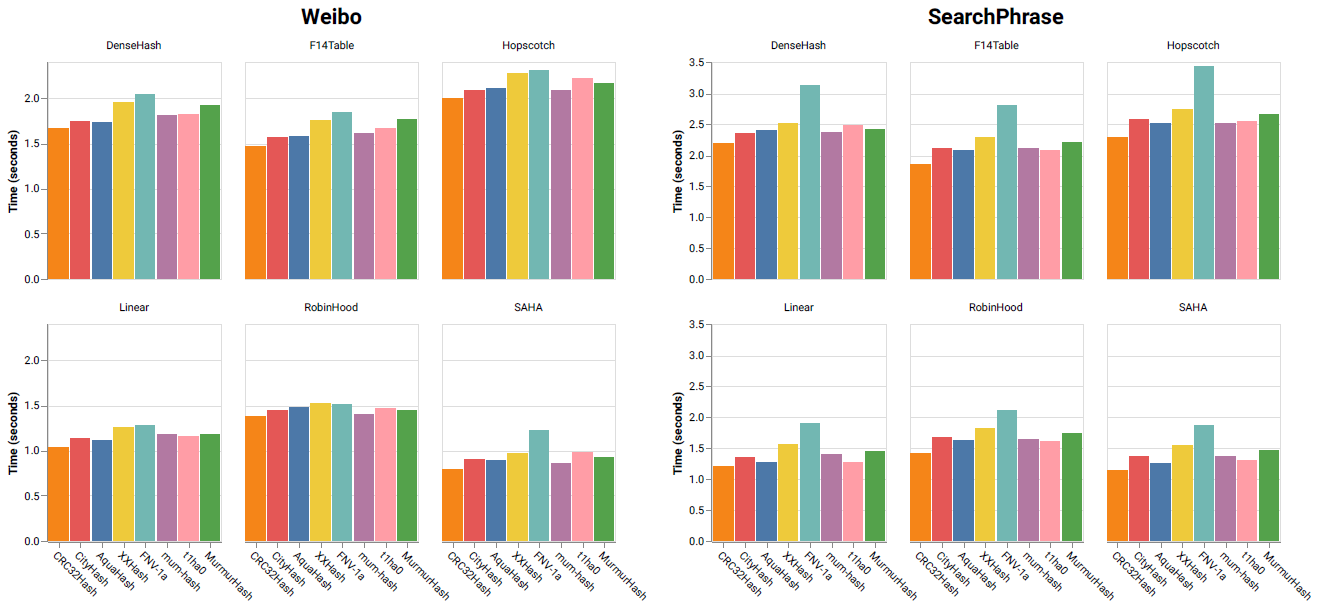 Weibo
SearchPhrase
DenseHash
F14Table
Hopscotch
DenseHash
F14Table
Hopscotch
Time (seconds)
2.0
1.5
1.0
0.5
0.0
Time (seconds)
3.5
3.0
2.5
2.0
1.5
1.0
0.5
0.0
Linear
RobinHood
SAHA
Linear
RobinHood
SAHA
Time (seconds)
2.0
1.5
1.0
0.5
0.0
Time (seconds)
3.5
3.0
2.5
2.0
1.5
1.0
0.5
0.0
CRC32Hash
CityHash
AquaHash
XXHash
FNV-1a
mum-hash
t1ha0
MurmurHash
CRC32Hash
CityHash
AquaHash
XXHash
FNV-1a
mum-hash
t1ha0
MurmurHash
CRC32Hash
CityHash
AquaHash
XXHash
FNV-1a
mum-hash
t1ha0
MurmurHash
CRC32Hash
CityHash
AquaHash
XXHash
FNV-1a
mum-hash
t1ha0
MurmurHash
CRC32Hash
CityHash
AquaHash
XXHash
FNV-1a
mum-hash
t1ha0
MurmurHash
CRC32Hash
CityHash
AquaHash
XXHash
FNV-1a
mum-hash
t1ha0
MurmurHash